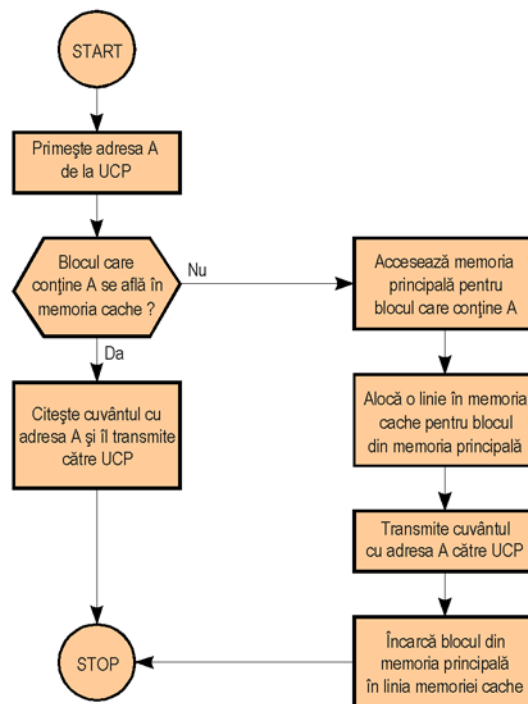 START
Primeşte adresa A
de la UCP
Blocul care
conţine A se află în
memoria cache ?
Nu
Da
Citeşte cuvântul cu
adresa A şi îl transmite
către UCP
Accesează memoria
principală pentru
blocul care conţine A
Alocă o linie în memoria
cache pentru blocul
din memoria principală
Transmite cuvântul
cu adresa A către UCP
Încarcă blocul din
memoria principală
în linia memoriei cache
STOP